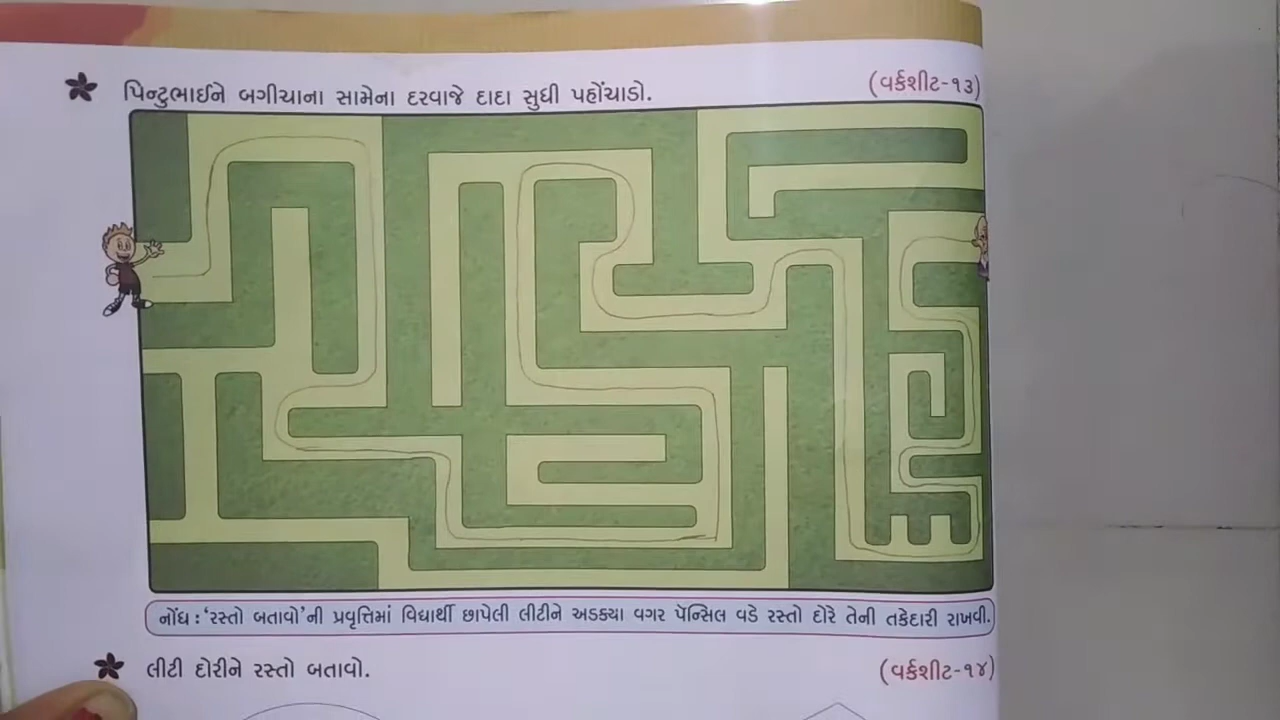 પિન્ટુભાઈને બગીચાના સામેના દરવાજે દાદા સુધી પહોંચાડો. (વર્કશીટ-૧૩)
નોંધ : ‘રસ્તો બતાવો’ની પ્રવૃત્તિમાં વિદ્યાર્થી છાપેલી લીટીને અડક્યા વગર પૅન્સિલ વડે રસ્તો દોરે તેની તકેદારી રાખવી.
લીટી દોરીને રસ્તો બતાવો. (વર્કશીટ-૧૪)